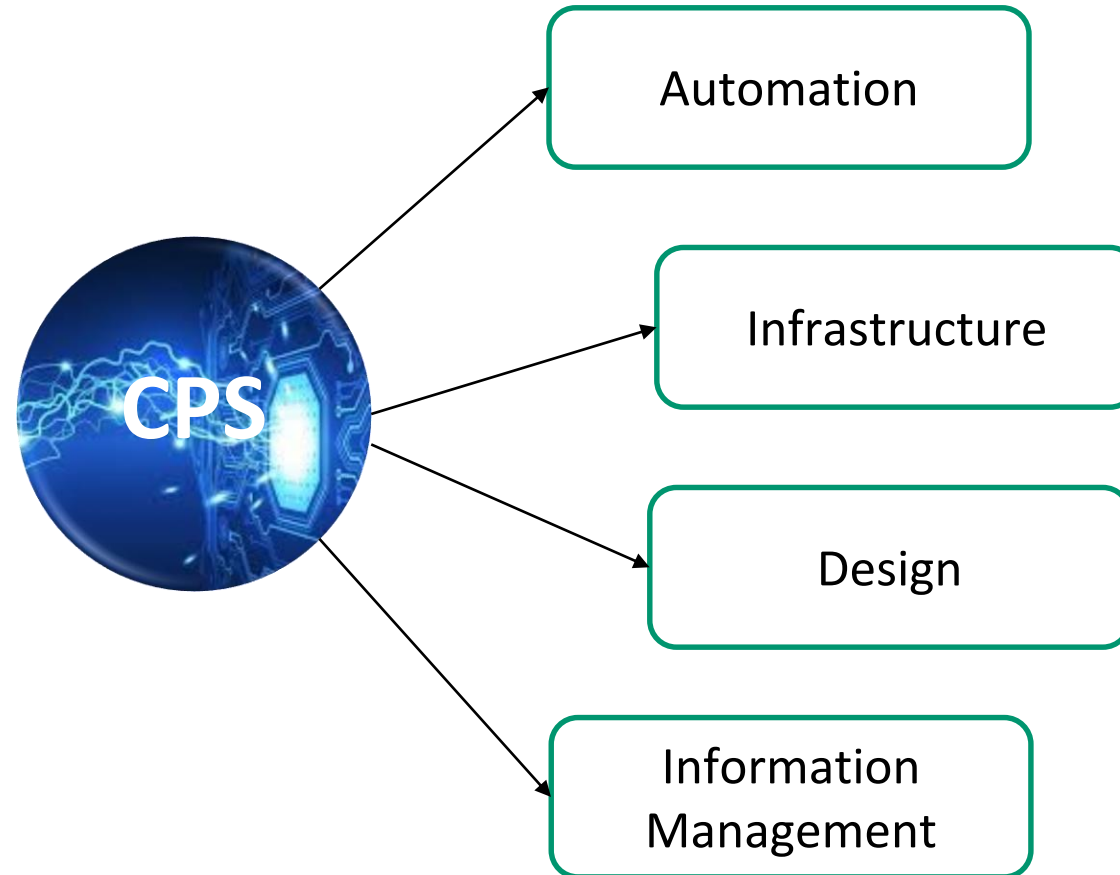 Automation
Infrastructure
CPS
Design
Information
Management